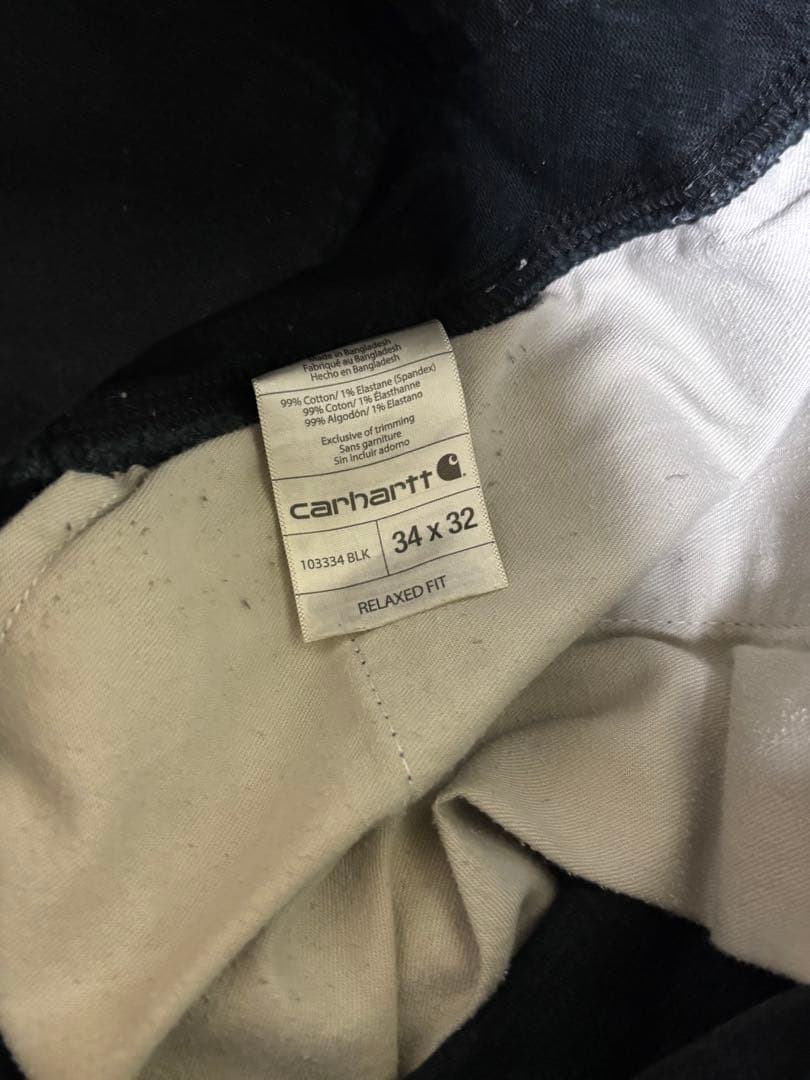 Made in Bangladesh
Fabriqué au Bangladesh
Hecho en Bangladesh
99% Cotton/ 1% Elastane (Spandex)
99% Coton/ 1% Élasthanne
99% Algodón/ 1% Elastano
Exclusive of trimming
Sans garniture
Sin incluir adorno
carhartt
103334 BLK
34 x 32
RELAXED FIT